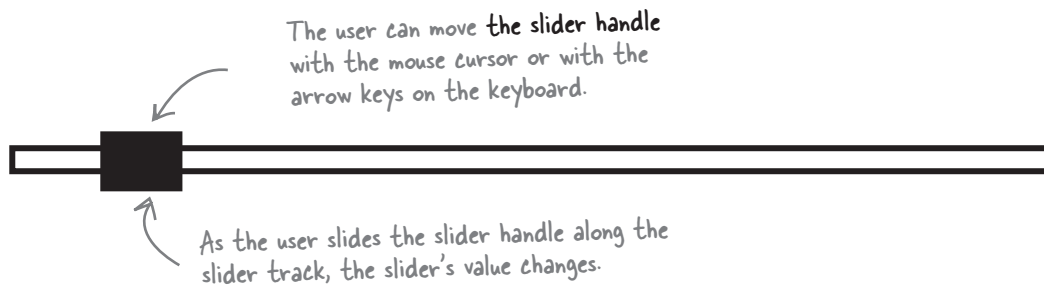 The user can move the slider handle
with the mouse cursor or with the
arrow keys on the keyboard.
As the user slides the slider handle along the
slider track, the slider's value changes.